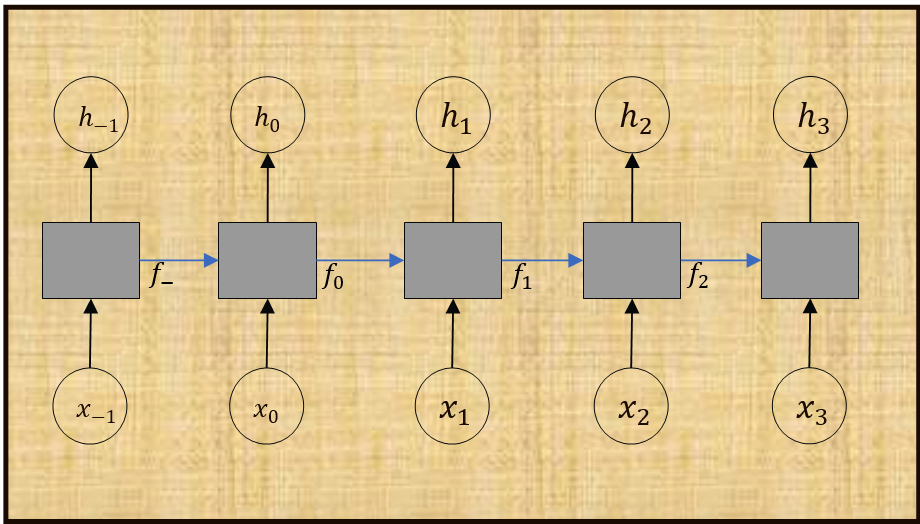 h₋₁ h₀ h₁ h₂ h₃
f₋ f₀ f₁ f₂
x₋₁ x₀ x₁ x₂ x₃